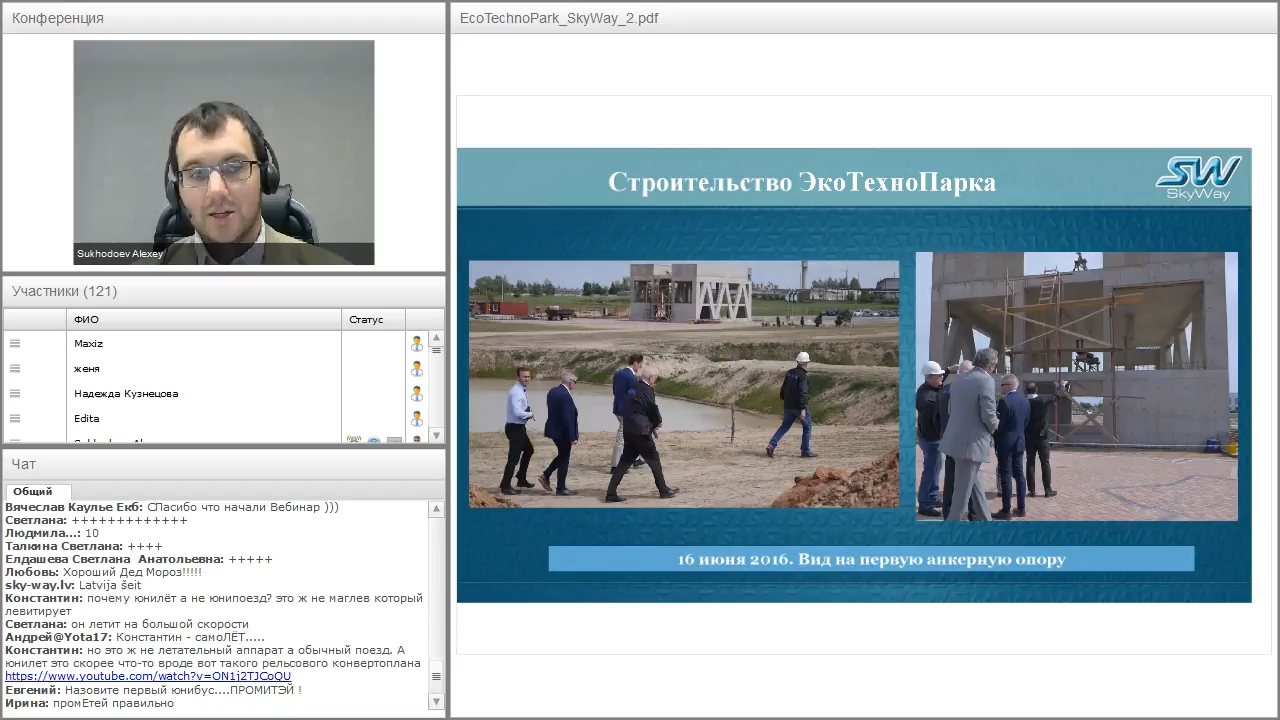 Конференция
Sukhodoev Alexey
Участники (121)
ФИО
Статус
Maxiz
женя
Надежда Кузнецова
Edita
Чат
Общий
Вячеслав Каулье Екб: СПасибо что начали Вебинар )))
Светлана: +++++++++++++
Людмила...: 10
Талкина Светлана: ++++
Елдашева Светлана Анатольевна: +++++
Любовь: Хороший Дед Мороз!!!!!
sky-way.lv: Latvija šeit
Константин: почему юнилёт а не юнипоезд? это ж не маглев который
левитирует
Светлана: он летит на большой скорости
Андрей@Yota17: Константин - самоЛЁТ.....
Константин: но это ж не летательный аппарат а обычный поезд. А
юнилет это скорее что-то вроде вот такого рельсового конвертоплана
https://www.youtube.com/watch?v=ON1j2TJCoQU
Евгений: Назовите первый юнибус....ПРОМИТЭЙ !
Ирина: промЕтей правильно
EcoTechnoPark_SkyWay_2.pdf
Строительство ЭкоТехноПарка
SW
SkyWay
16 июня 2016. Вид на первую анкерную опору